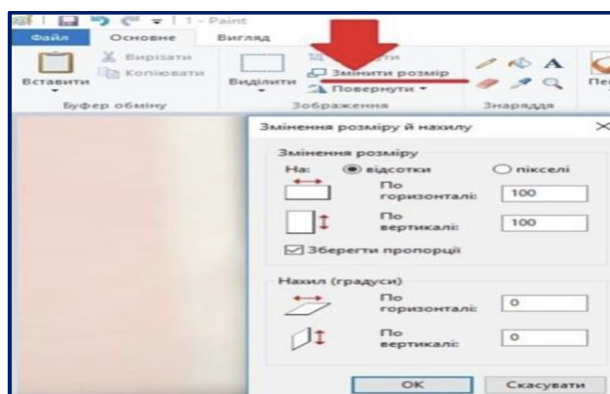 1 - Paint
Файл Основне Вигляд
Вставити
Вирізати
Копіювати
Буфер обміну
Виділити
Змінити розмір
Повернути
Зображення
A
Знаряддя
Змінення розміру й нахилу
Змінення розміру
На: відсотки пікселі
По горизонталі: 100
По вертикалі: 100
Зберегти пропорції
Нахил (градуси)
По горизонталі: 0
По вертикалі: 0
OK Скасувати